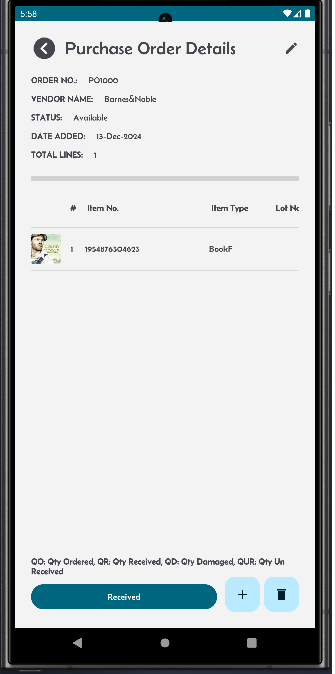 5:58
Purchase Order Details
ORDER NO.: PO1000
VENDOR NAME: Barnes&Noble
STATUS: Available
DATE ADDED: 13-Dec-2024
TOTAL LINES: 1
# Item No. Item Type Lot No
1 1954876304623 BookF
QO: Qty Ordered, QR: Qty Received, QD: Qty Damaged, QUR: Qty Un
Received
Received